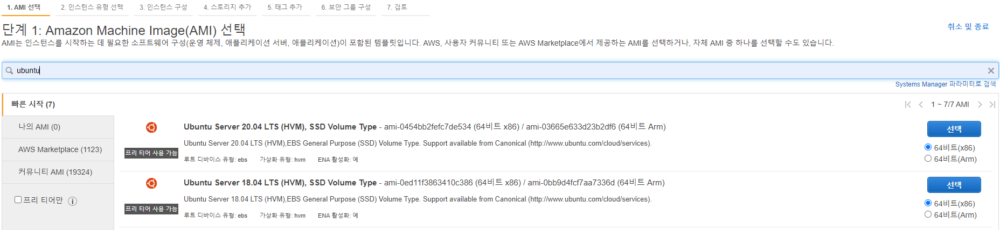 1. AMI 선택 2. 인스턴스 유형 선택 3. 인스턴스 구성 4. 스토리지 추가 5. 태그 추가 6. 보안 그룹 구성 7. 검토
단계 1: Amazon Machine Image(AMI) 선택
취소 및 종료
AMI는 인스턴스를 시작하는 데 필요한 소프트웨어 구성(운영 체제, 애플리케이션 서버, 애플리케이션)이 포함된 템플릿입니다. AWS, 사용자 커뮤니티 또는 AWS Marketplace에서 제공하는 AMI를 선택하거나, 자체 AMI 중 하나를 선택할 수도 있습니다.
ubuntu
Systems Manager 파라미터로 검색
빠른 시작 (7)
1 ~ 7/7 AMI
나의 AMI (0)
AWS Marketplace (1123)
커뮤니티 AMI (19324)
프리 티어만
Ubuntu Server 20.04 LTS (HVM), SSD Volume Type - ami-0454bb2fefc7de534 (64비트 x86) / ami-03665e633d23b2df6 (64비트 Arm)
Ubuntu Server 20.04 LTS (HVM),EBS General Purpose (SSD) Volume Type. Support available from Canonical (http://www.ubuntu.com/cloud/services).
프리 티어 사용 가능
루트 디바이스 유형: ebs 가상화 유형: hvm ENA 활성화: 예
선택
64비트(x86)
64비트(Arm)
Ubuntu Server 18.04 LTS (HVM), SSD Volume Type - ami-0ed11f3863410c386 (64비트 x86) / ami-0bb9d4fcf7aa7336d (64비트 Arm)
Ubuntu Server 18.04 LTS (HVM),EBS General Purpose (SSD) Volume Type. Support available from Canonical (http://www.ubuntu.com/cloud/services).
프리 티어 사용 가능
루트 디바이스 유형: ebs 가상화 유형: hvm ENA 활성화: 예
선택
64비트(x86)
64비트(Arm)